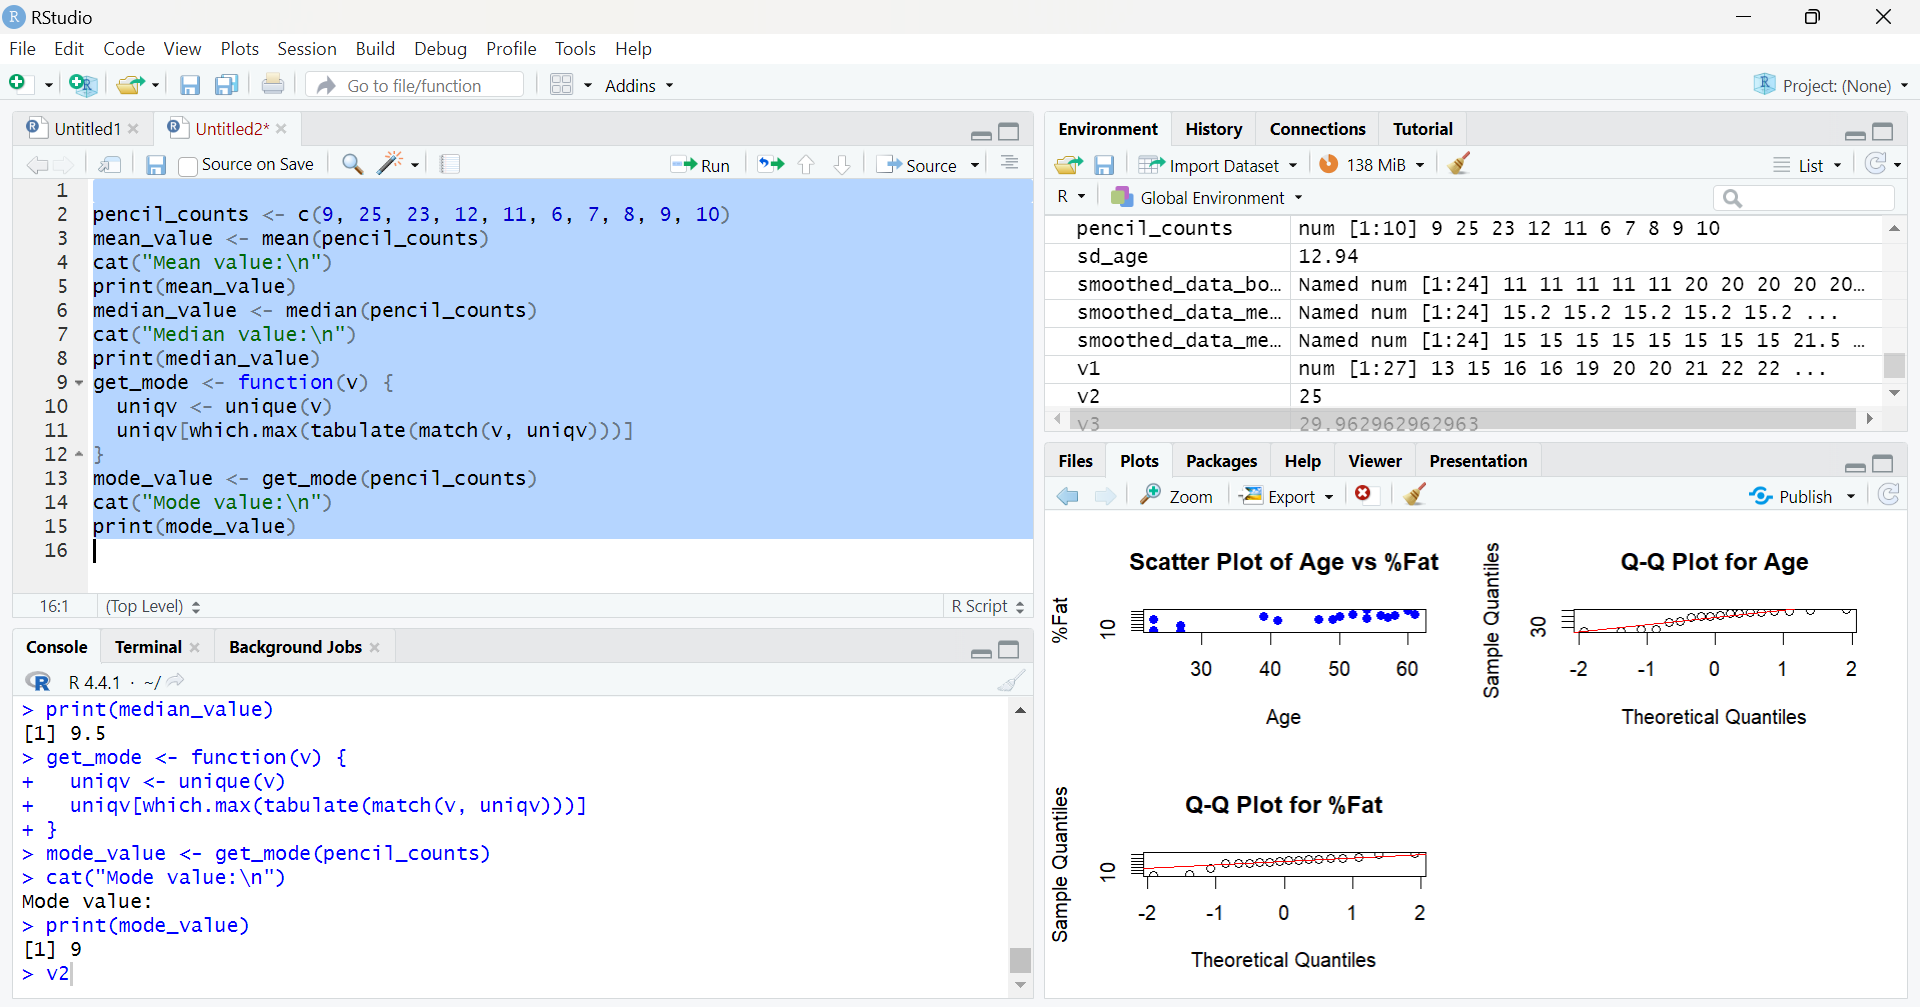 RStudio
File Edit Code View Plots Session Build Debug Profile Tools Help
Go to file/function Addins Project: (None)
Untitled1 Untitled2*
Source on Save Run Source
1
2 pencil_counts <- c(9, 25, 23, 12, 11, 6, 7, 8, 9, 10)
3 mean_value <- mean(pencil_counts)
4 cat("Mean value:\n")
5 print(mean_value)
6 median_value <- median(pencil_counts)
7 cat("Median value:\n")
8 print(median_value)
9 get_mode <- function(v) {
10 uniqv <- unique(v)
11 uniqv[which.max(tabulate(match(v, uniqv)))]
12 }
13 mode_value <- get_mode(pencil_counts)
14 cat("Mode value:\n")
15 print(mode_value)
16
16:1 (Top Level) R Script
Console Terminal Background Jobs
R 4.4.1 · ~/
> print(median_value)
[1] 9.5
> get_mode <- function(v) {
+ uniqv <- unique(v)
+ uniqv[which.max(tabulate(match(v, uniqv)))]
+ }
> mode_value <- get_mode(pencil_counts)
> cat("Mode value:\n")
Mode value:
> print(mode_value)
[1] 9
> v2
Environment History Connections Tutorial
Import Dataset 138 MiB List
R Global Environment
pencil_counts num [1:10] 9 25 23 12 11 6 7 8 9 10
sd_age 12.94
smoothed_data_bo… Named num [1:24] 11 11 11 11 11 20 20 20 20 20…
smoothed_data_me… Named num [1:24] 15.2 15.2 15.2 15.2 15.2 ...
smoothed_data_me… Named num [1:24] 15 15 15 15 15 15 15 15 21.5 …
v1 num [1:27] 13 15 16 16 19 20 20 21 22 22 ...
v2 25
v3 29.962962962963
Files Plots Packages Help Viewer Presentation
Zoom Export Publish
Scatter Plot of Age vs %Fat
%Fat
10
30 40 50 60
Age
Q-Q Plot for Age
Sample Quantiles
30
-2 -1 0 1 2
Theoretical Quantiles
Q-Q Plot for %Fat
Sample Quantiles
10
-2 -1 0 1 2
Theoretical Quantiles